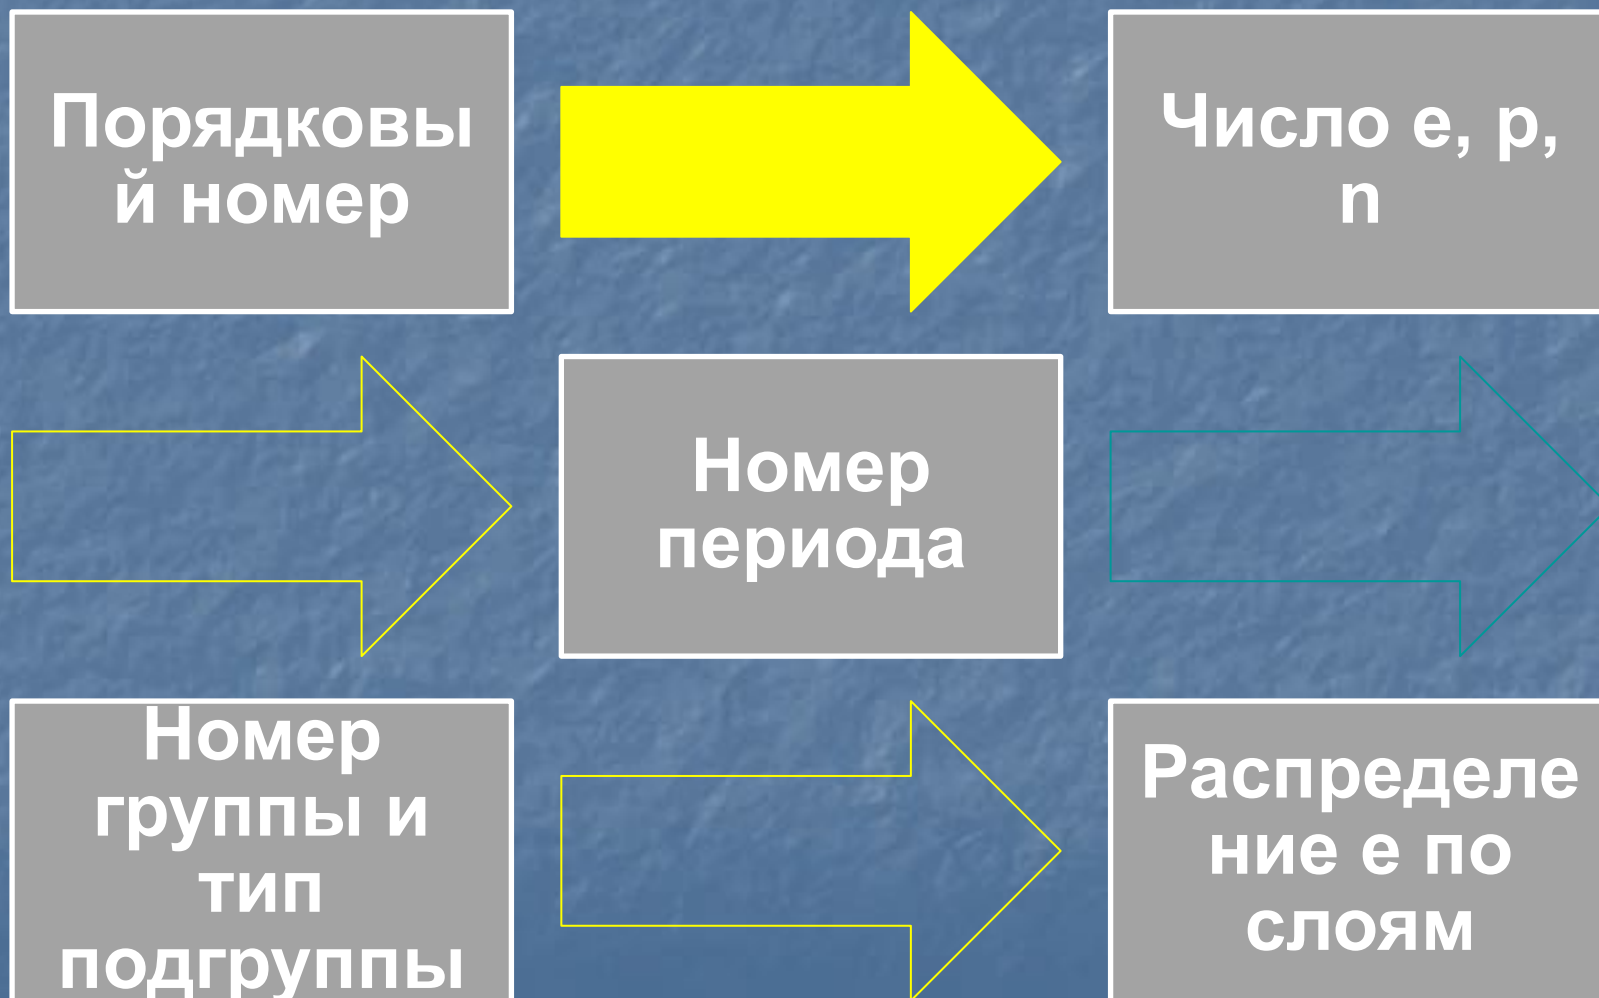 Порядковы
й номер
Число е, р,
n
Номер
периода
Номер
группы и
тип
подгруппы
Распределе
ние е по
слоям